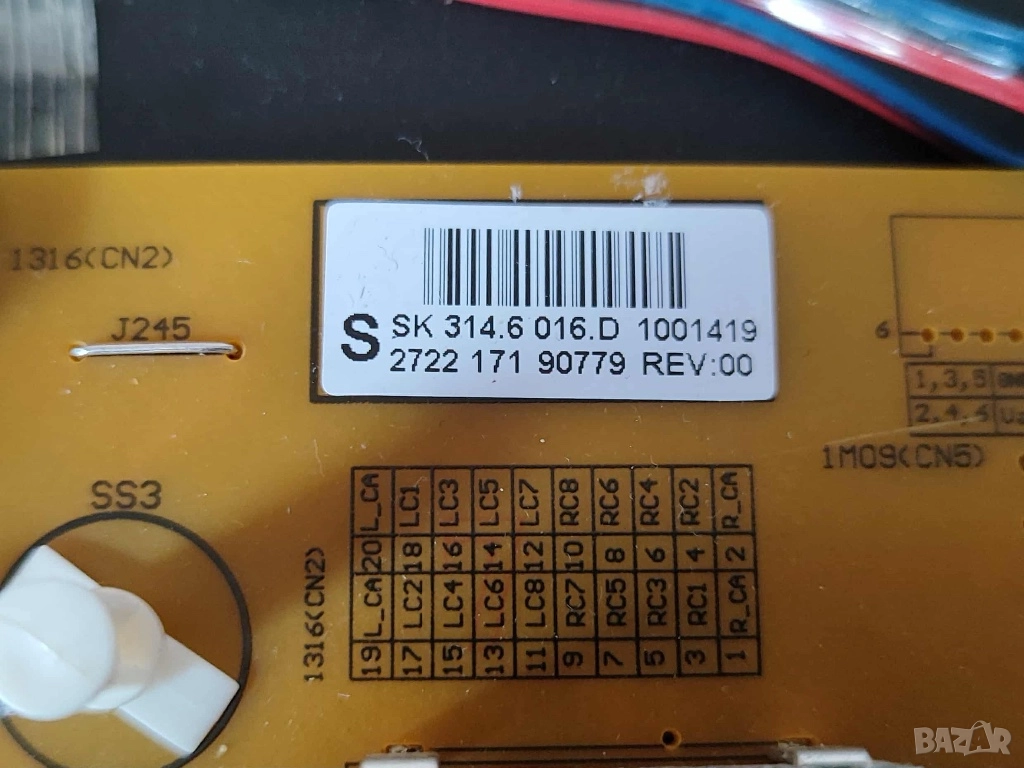 1316(CN2)
J245
S
SK 314.6 016.D 1001419
2722 171 90779 REV:00
6
1,3,5
2,4,6
1M09(CN5)
SS3
1316(CN2)
L_CA LC1 LC3 LC5 LC7 RC8 RC6 RC4 RC2 R_CA
20 18 16 14 12 10 8 6 4 2
L_CA LC2 LC4 LC6 LC8 RC7 RC5 RC3 RC1 R_CA
19 17 15 13 11 9 7 5 3 1
BAZAR